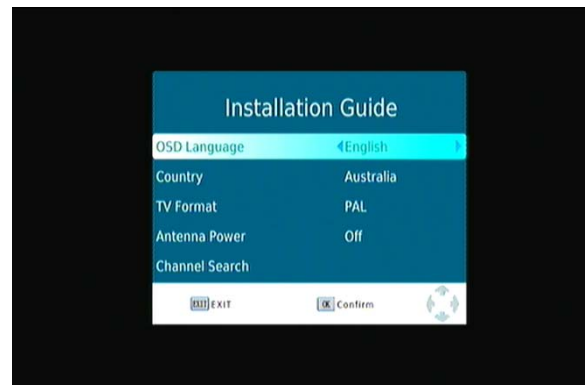 Installation Guide
OSD Language English
Country Australia
TV Format PAL
Antenna Power Off
Channel Search
EXIT EXIT OK Confirm